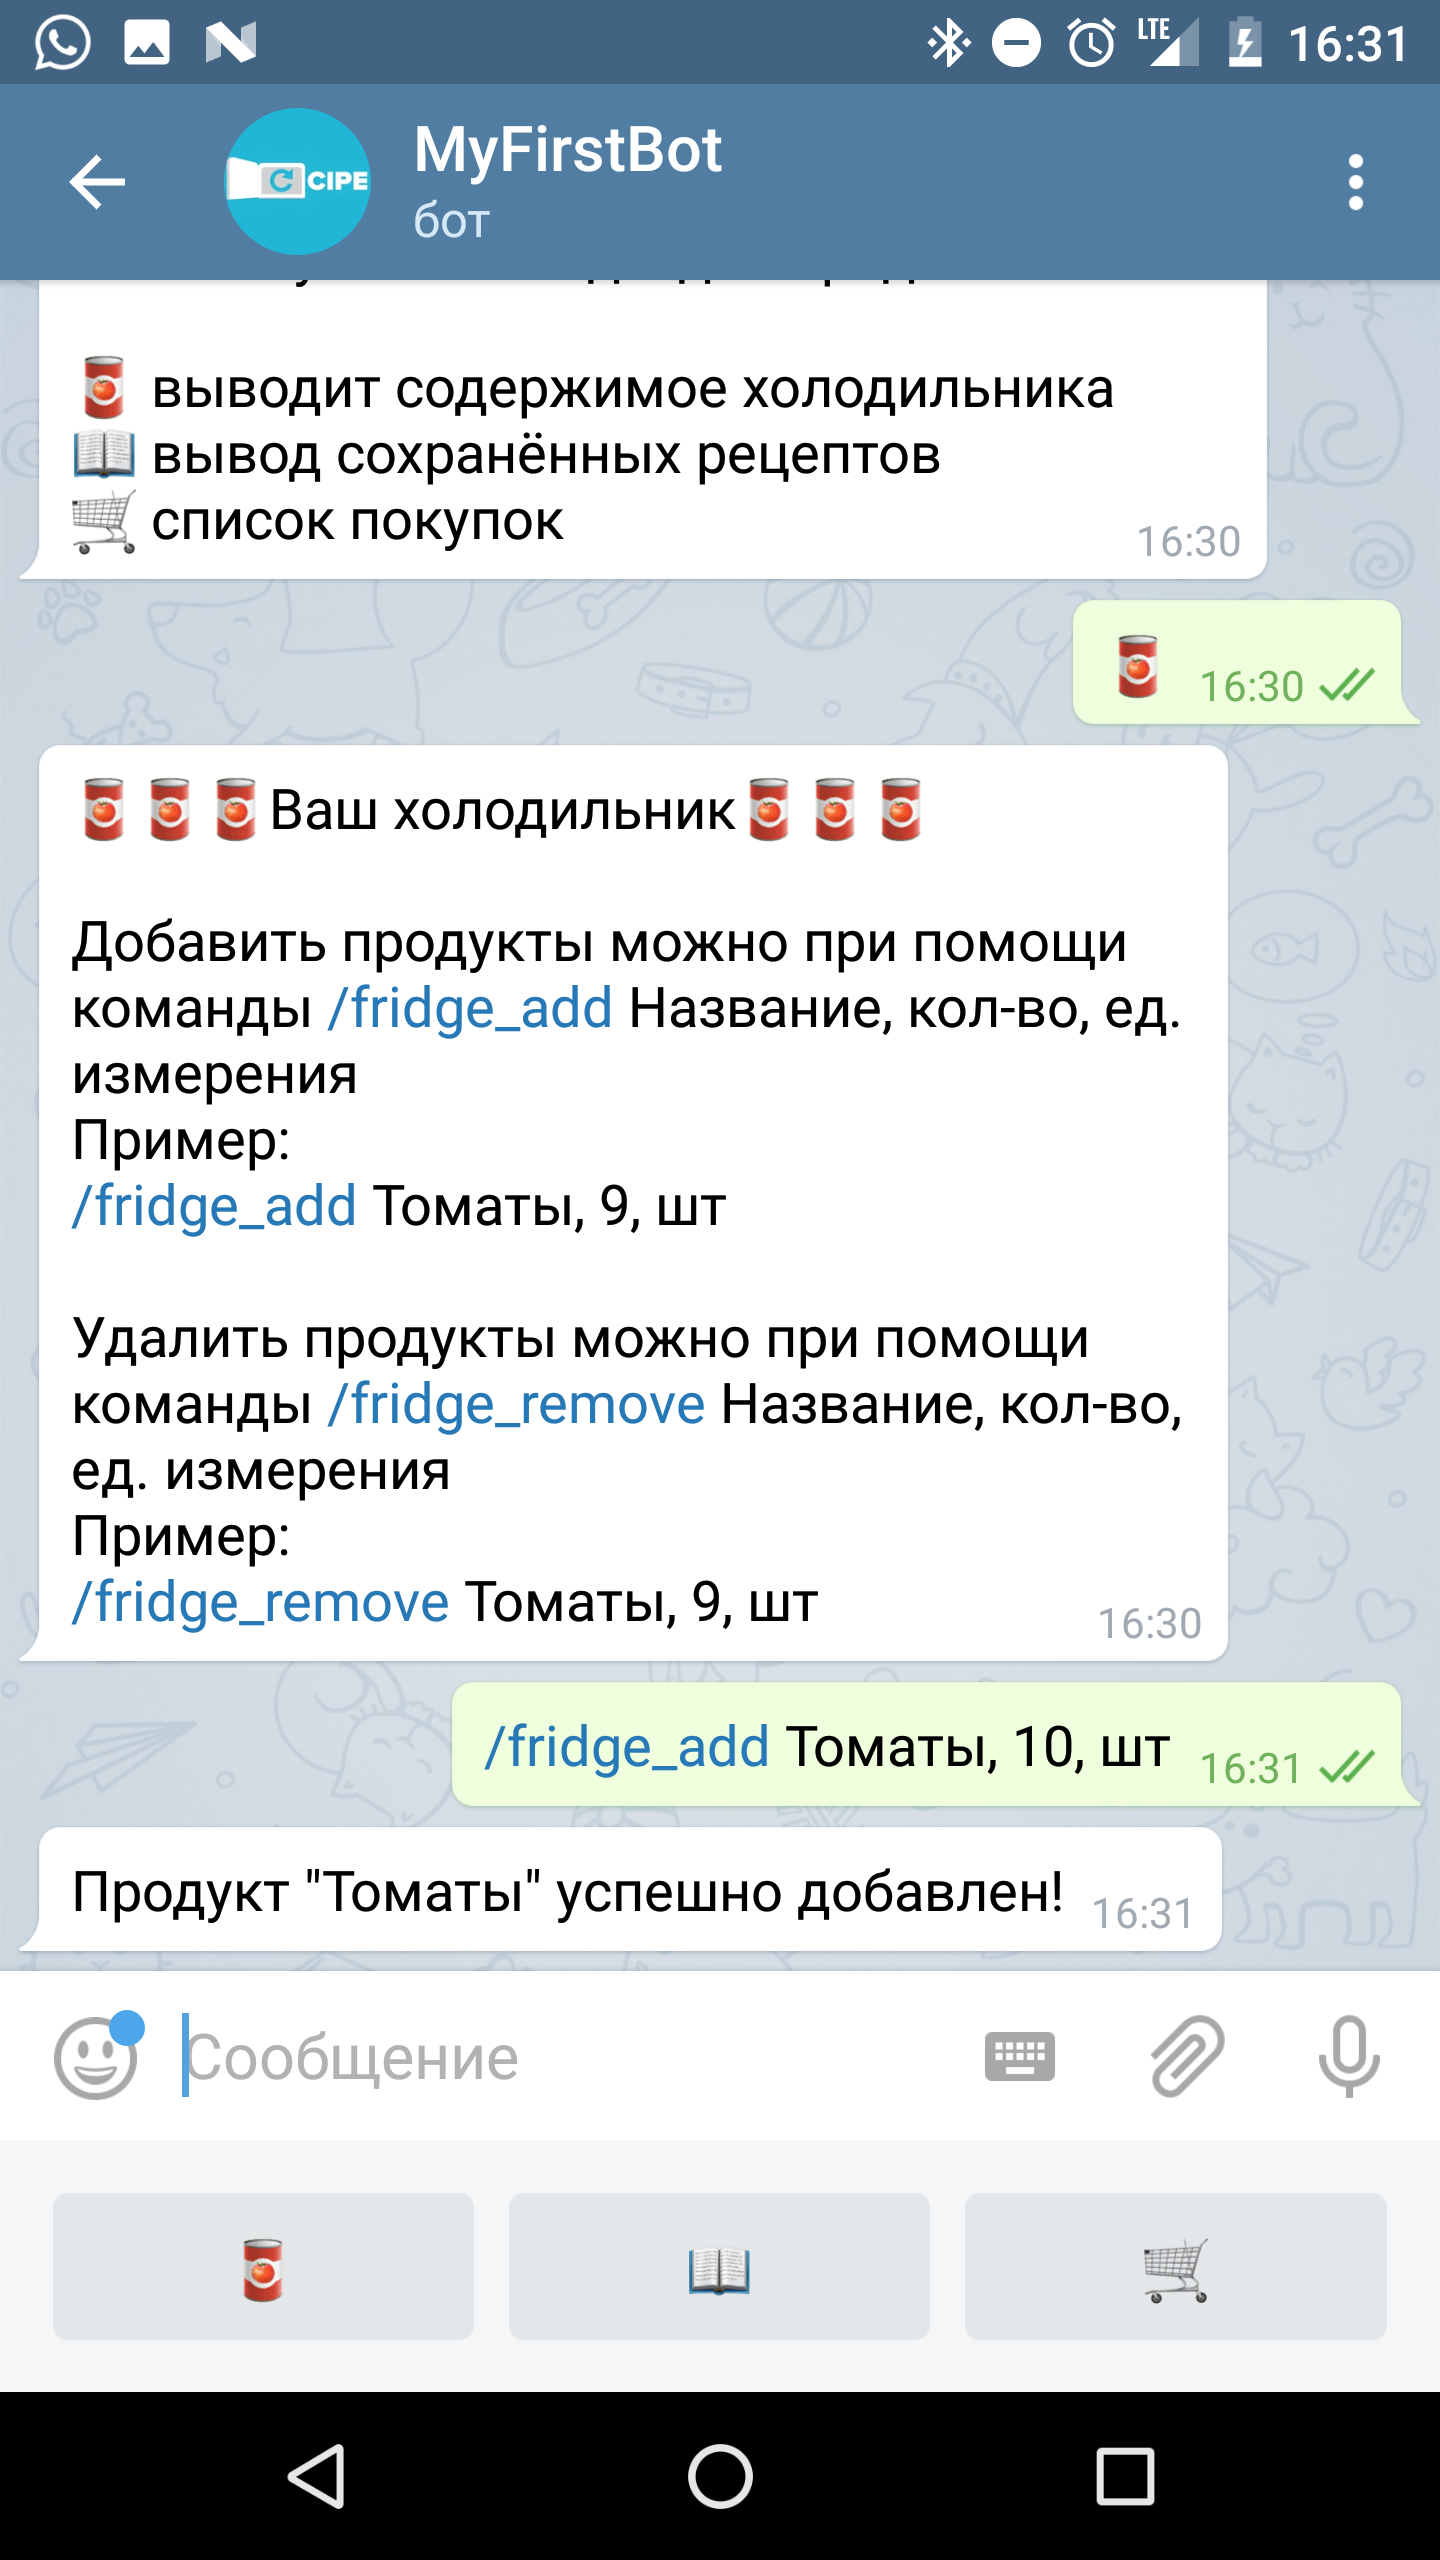 LTE 16:31
CIPE
MyFirstBot
бот
🥫 выводит содержимое холодильника
📖 вывод сохранённых рецептов
🛒 список покупок
16:30
🥫 16:30
🥫🥫🥫Ваш холодильник🥫🥫🥫
Добавить продукты можно при помощи
команды /fridge_add Название, кол-во, ед.
измерения
Пример:
/fridge_add Томаты, 9, шт
Удалить продукты можно при помощи
команды /fridge_remove Название, кол-во,
ед. измерения
Пример:
/fridge_remove Томаты, 9, шт
16:30
/fridge_add Томаты, 10, шт 16:31
Продукт "Томаты" успешно добавлен! 16:31
Сообщение